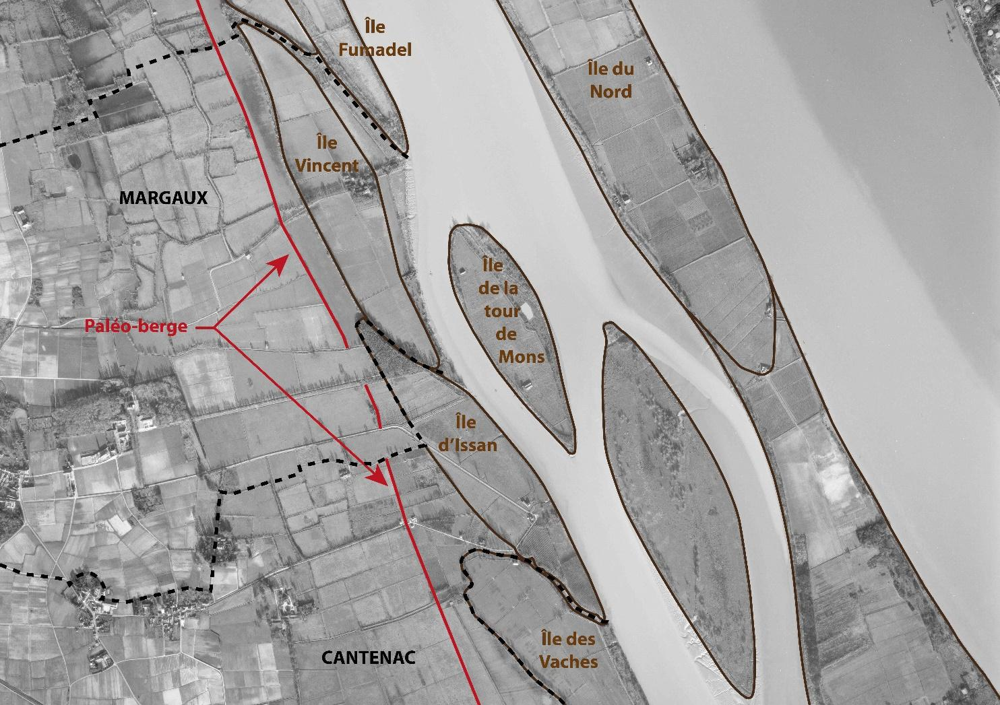 Île
Fumadel
Île du
Nord
Île
Vincent
MARGAUX
Île
de la
tour
de
Mons
Paléo-berge
Île
d'Issan
Île des
Vaches
CANTENAC